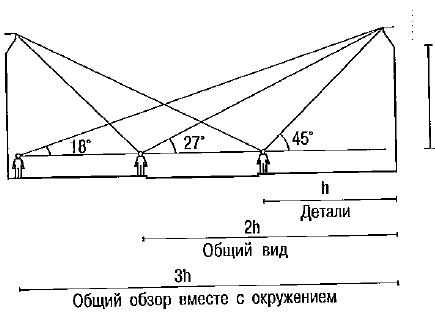 18° 27° 45°
h
Детали
2h
Общий вид
3h
Общий обзор вместе с окружением